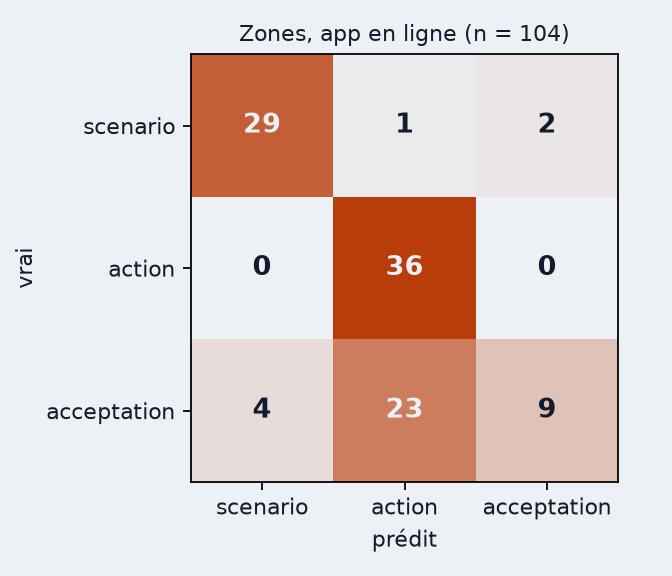 Zones, app en ligne (n = 104)
scenario 29 1 2
action 0 36 0
acceptation 4 23 9
vrai
scenario action acceptation
prédit